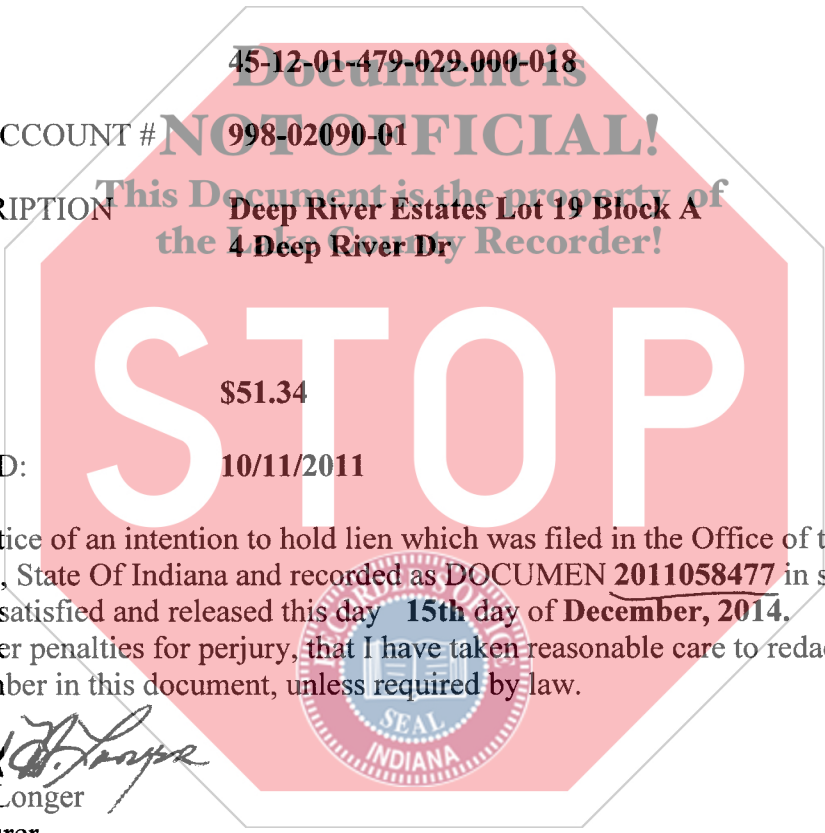 45-12-01-479-029.000-018
Document is
CCOUNT # 998-02090-01
NOT OFFICIAL!
This Document is the property of
RIPTION Deep River Estates Lot 19 Block A
the Lake County Recorder!
4 Deep River Dr
STOP
$51.34
D: 10/11/2011
tice of an intention to hold lien which was filed in the Office of t
, State Of Indiana and recorded as DOCUMEN 2011058477 in s
satisfied and released this day 15th day of December, 2014.
er penalties for perjury, that I have taken reasonable care to redac
ber in this document, unless required by law.
RECORDER'S OFFICE
SEAL
INDIANA
Longer
urer